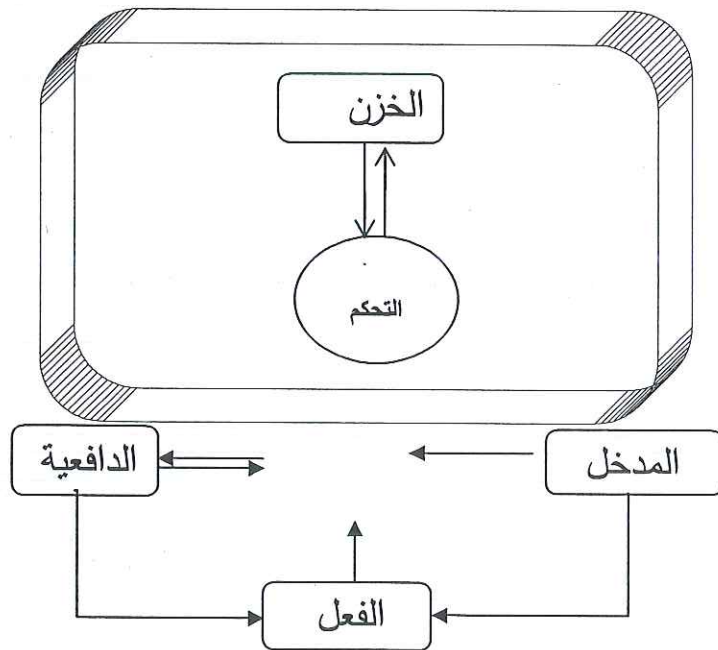 الخزن
التحكم
المدخل
الدافعية
الفعل